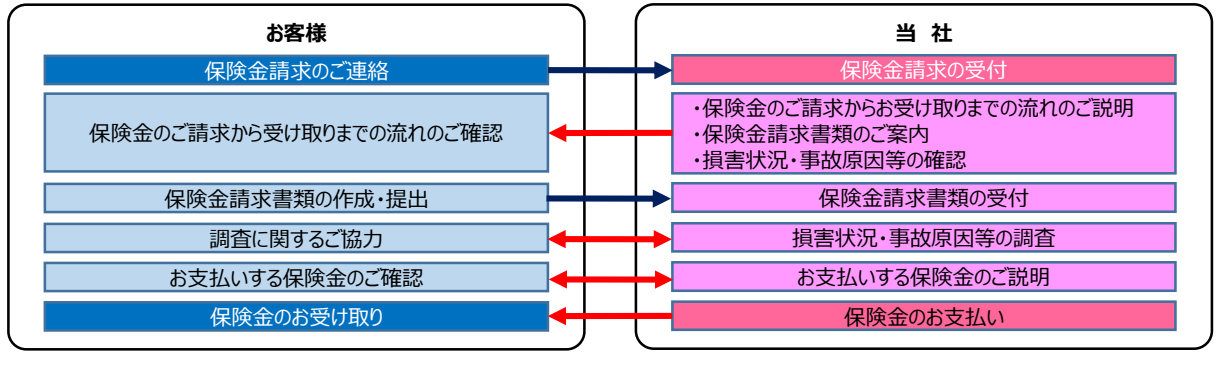 お客様
当 社
保険金請求のご連絡
保険金請求の受付
保険金のご請求から受け取りまでの流れのご確認
・保険金のご請求からお受け取りまでの流れのご説明
・保険金請求書類のご案内
・損害状況・事故原因等の確認
保険金請求書類の作成・提出
保険金請求書類の受付
調査に関するご協力
損害状況・事故原因等の調査
お支払いする保険金のご確認
お支払いする保険金のご説明
保険金のお受け取り
保険金のお支払い